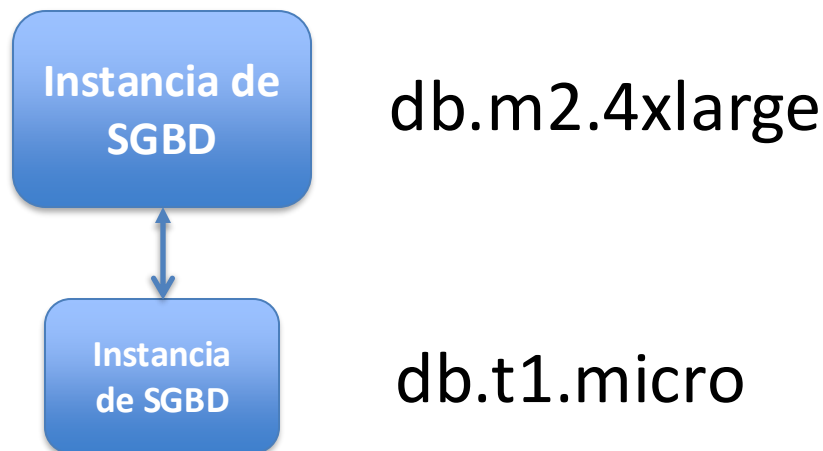 Instancia de
SGBD
db.m2.4xlarge
Instancia
de SGBD
db.t1.micro